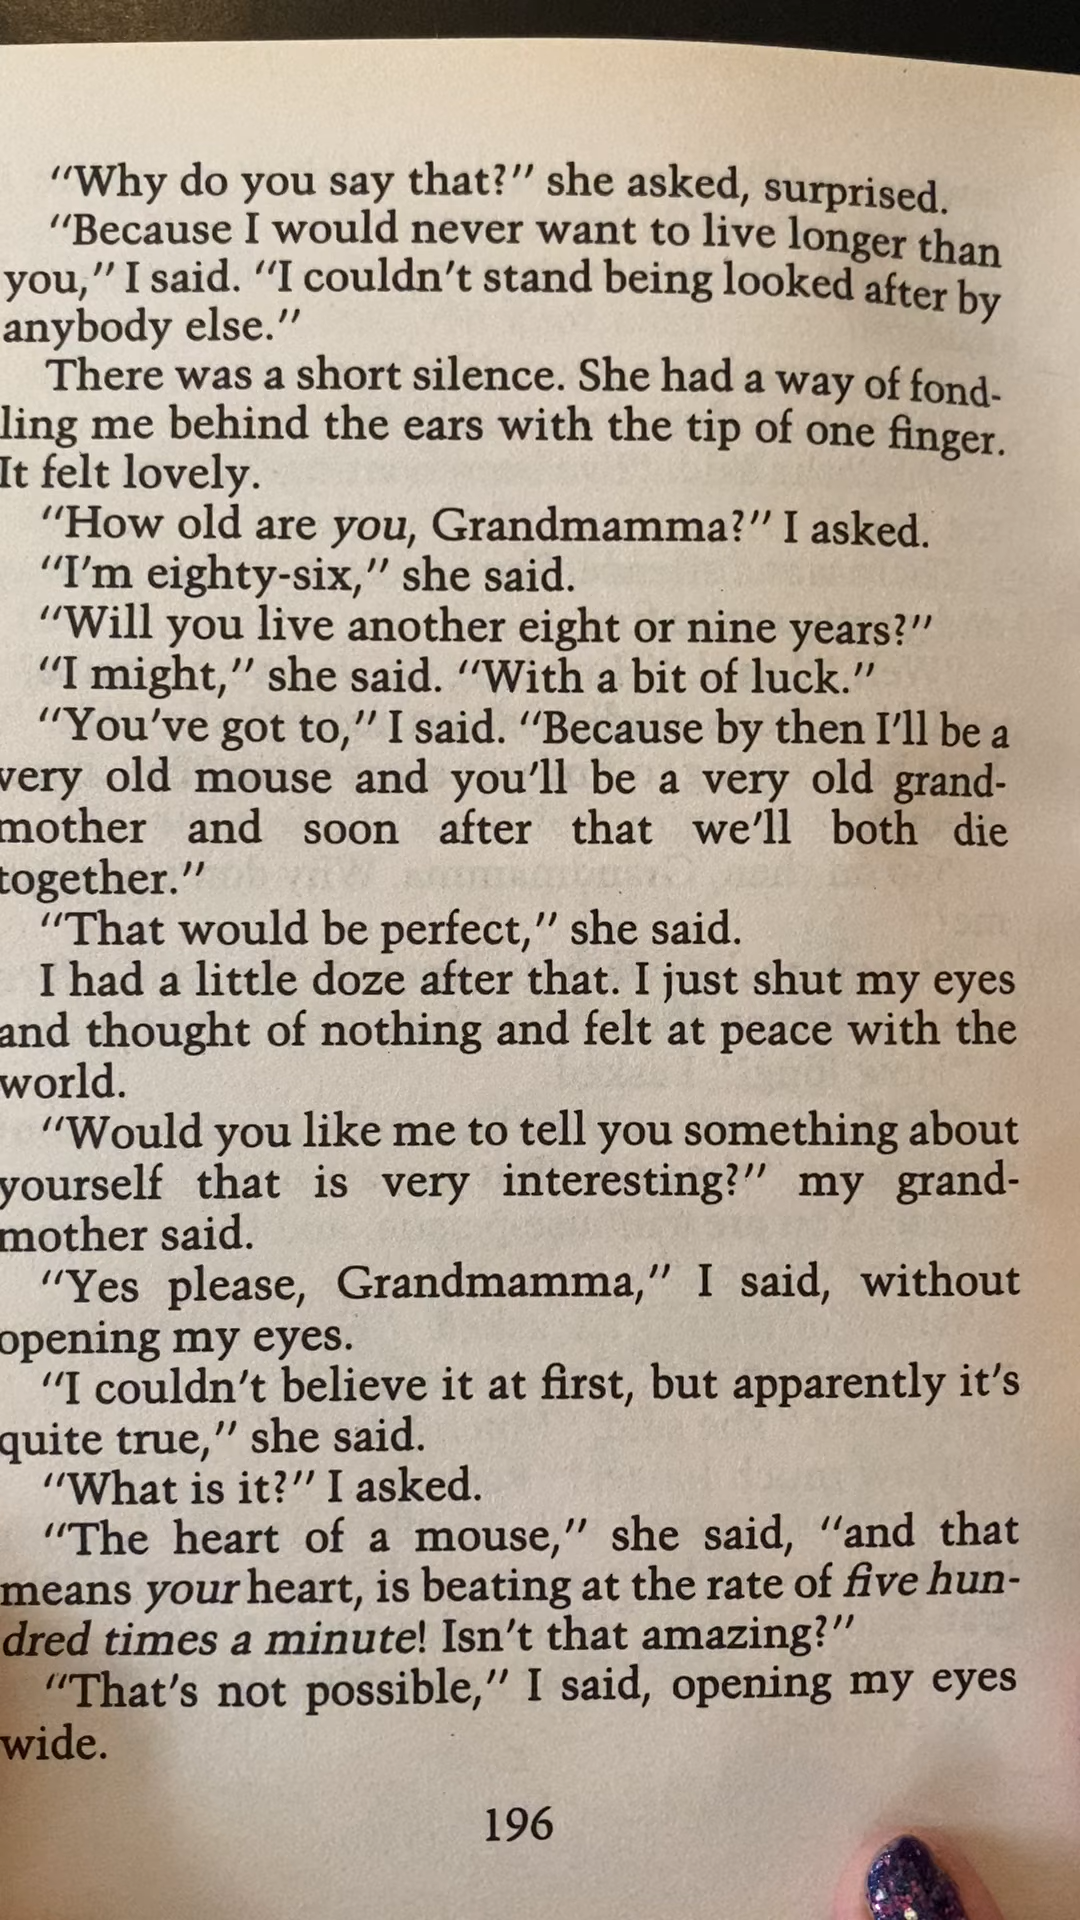 "Why do you say that?" she asked, surprised.
"Because I would never want to live longer than
you," I said. "I couldn't stand being looked after by
anybody else."
There was a short silence. She had a way of fond-
ling me behind the ears with the tip of one finger.
It felt lovely.
"How old are you, Grandmamma?" I asked.
"I'm eighty-six," she said.
"Will you live another eight or nine years?"
"I might," she said. "With a bit of luck."
"You've got to," I said. "Because by then I'll be a
very old mouse and you'll be a very old grand-
mother and soon after that we'll both die
together."
"That would be perfect," she said.
I had a little doze after that. I just shut my eyes
and thought of nothing and felt at peace with the
world.
"Would you like me to tell you something about
yourself that is very interesting?" my grand-
mother said.
"Yes please, Grandmamma," I said, without
opening my eyes.
"I couldn't believe it at first, but apparently it's
quite true," she said.
"What is it?" I asked.
"The heart of a mouse," she said, "and that
means your heart, is beating at the rate of five hun-
dred times a minute! Isn't that amazing?"
"That's not possible," I said, opening my eyes
wide.
196